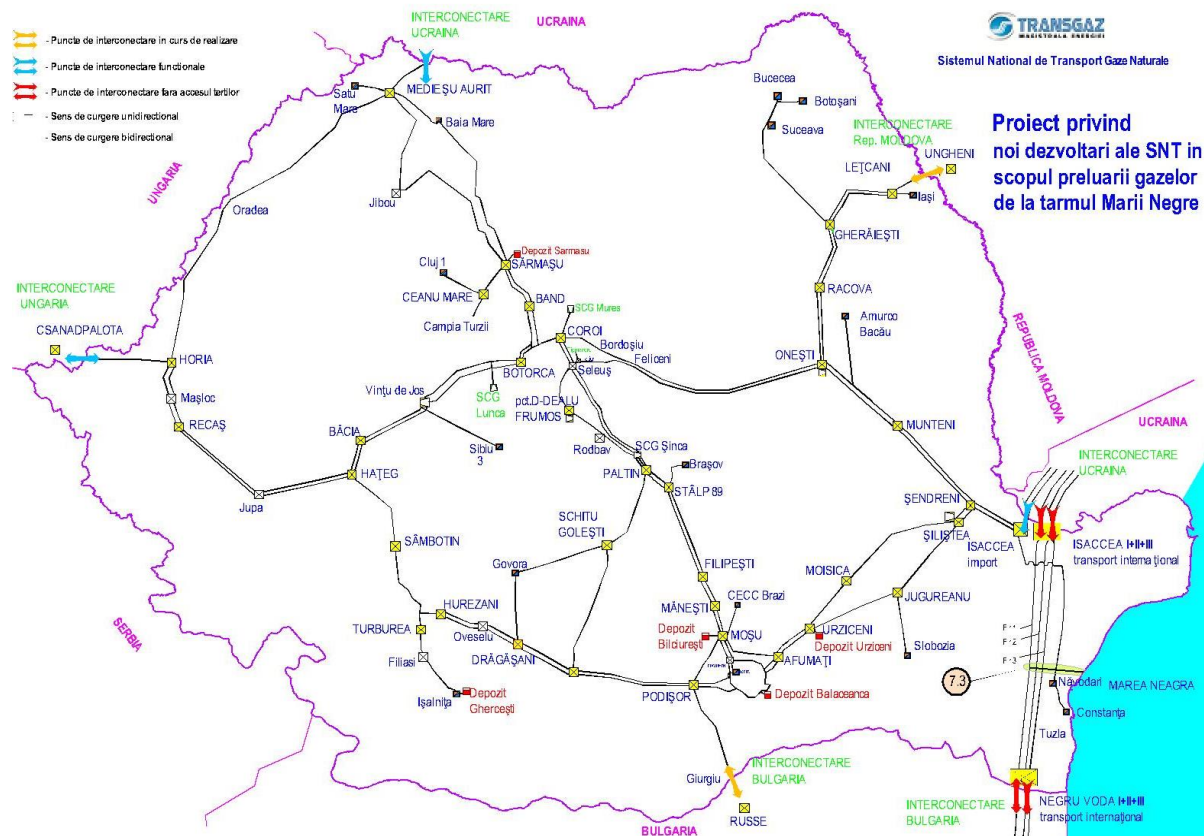 INTERCONECTARE
UCRAINA
UCRAINA
TRANSGAZ
MAGISTRALA ENERGIEI
Sistemul National de Transport Gaze Naturale
- Puncte de interconectare in curs de realizare
- Puncte de interconectare functionale
- Puncte de interconectare fara accesul tertilor
- Sens de curgere unidirectional
- Sens de curgere bidirectional
Proiect privind
noi dezvoltari ale SNT in
scopul preluarii gazelor
de la tarmul Marii Negre
Satu
Mare
MEDIEŞU AURIT
Baia Mare
Bucecea
Botoşani
Suceava
INTERCONECTARE
Rep. MOLDOVA
UNGHENI
LEŢCANI
Iaşi
UNGARIA
Oradea
Jibou
GHERĂIEŞTI
Depozit Sarmasu
SĂRMAŞU
Cluj 1
CEANU MARE
Campia Turzii
BAND
SCG Mures
RACOVA
Amurco
Bacău
REPUBLICA MOLDOVA
INTERCONECTARE
UNGARIA
CSANADPALOTA
HORIA
Maşloc
RECAŞ
COROI
Bordoşiu
Feliceni
Seleuş
BOTORCA
ONEŞTI
Vinţu de Jos
SCG
Lunca
pct.D-DEALU
FRUMOS
MUNTENI
UCRAINA
BĂCIA
Sibiu
3
Rodbav
SCG Şinca
Braşov
PALTIN
STÂLP 89
INTERCONECTARE
UCRAINA
HAŢEG
Jupa
ŞENDRENI
SILIŞTEA
ISACCEA
import
ISACCEA I+II+III
transport internaţional
SÂMBOTIN
SCHITU
GOLEŞTI
Govora
FILIPEŞTI
MOISICA
CECC Brazi
MĂNEŞTI
JUGUREANU
HUREZANI
TURBUREA
Oveselu
Filiasi
DRĂGĂŞANI
Depozit
Bilciureşti
MOŞU
URZICENI
Depozit Urziceni
AFUMAŢI
Slobozia
SERBIA
Işalniţa
Depozit
Gherceşti
PODIŞOR
Depozit Balaceanca
7.3
Năvodari
MAREA NEAGRA
Constanţa
Tuzla
Giurgiu
INTERCONECTARE
BULGARIA
RUSSE
BULGARIA
INTERCONECTARE
BULGARIA
NEGRU VODA I+II+III
transport internaţional